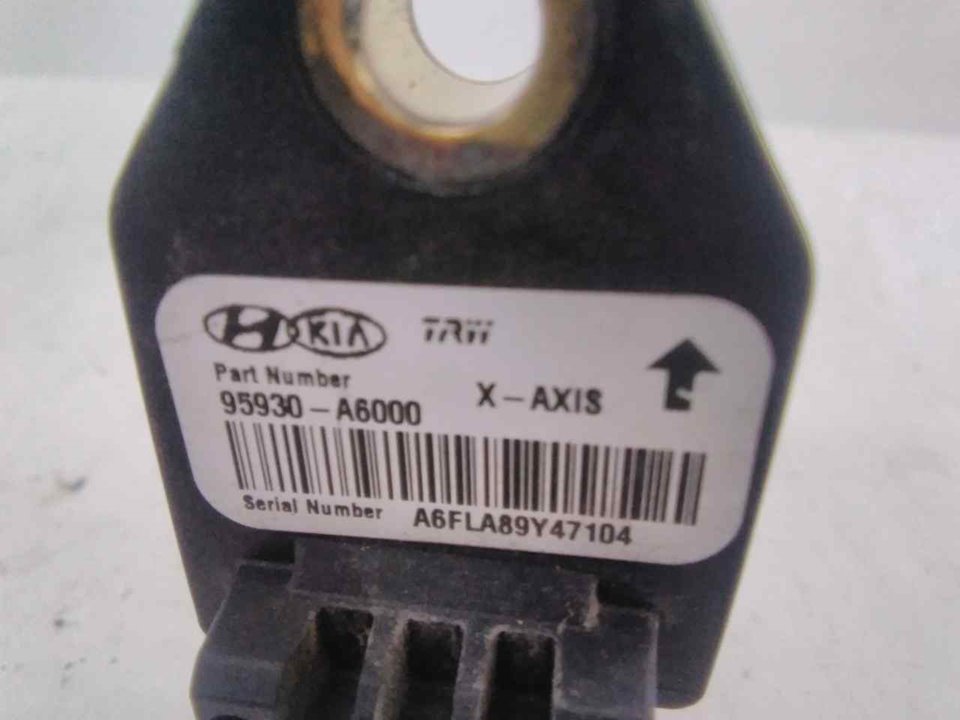 KIA TRW
Part Number
95930-A6000 X-AXIS
Serial Number A6FLA89Y47104